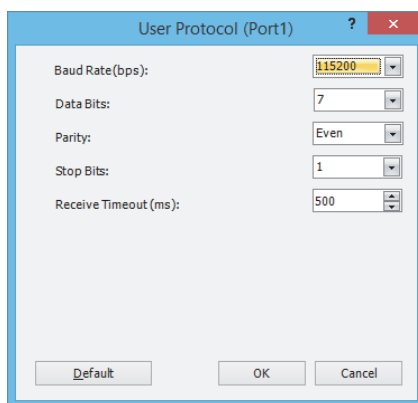 User Protocol (Port1) ? ×
Baud Rate(bps): 115200
Data Bits: 7
Parity: Even
Stop Bits: 1
Receive Timeout (ms): 500
Default OK Cancel